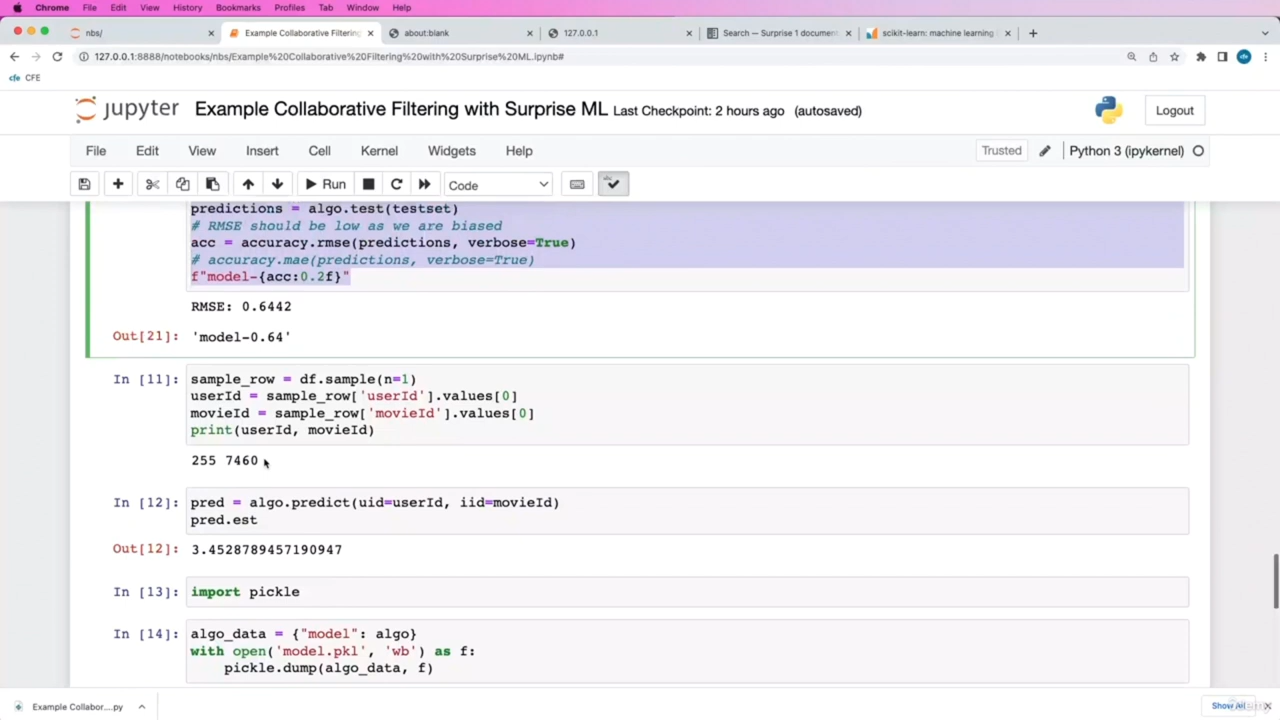 Chrome File Edit View History Bookmarks Profiles Tab Window Help
nbs/ × Example Collaborative Filtering × about:blank × 127.0.0.1 × Search — Surprise 1 document × scikit-learn: machine learning × +
127.0.0.1:8888/notebooks/nbs/Example%20Collaborative%20Filtering%20with%20Surprise%20ML.ipynb#
cfe CFE
jupyter Example Collaborative Filtering with Surprise ML Last Checkpoint: 2 hours ago (autosaved) Logout
File Edit View Insert Cell Kernel Widgets Help Trusted Python 3 (ipykernel)
Run Code
predictions = algo.test(testset)
# RMSE should be low as we are biased
acc = accuracy.rmse(predictions, verbose=True)
# accuracy.mae(predictions, verbose=True)
f"model-{acc:0.2f}"
RMSE: 0.6442
Out[21]: 'model-0.64'
In [11]: sample_row = df.sample(n=1)
userId = sample_row['userId'].values[0]
movieId = sample_row['movieId'].values[0]
print(userId, movieId)
255 7460
In [12]: pred = algo.predict(uid=userId, iid=movieId)
pred.est
Out[12]: 3.4528789457190947
In [13]: import pickle
In [14]: algo_data = {"model": algo}
with open('model.pkl', 'wb') as f:
pickle.dump(algo_data, f)
Example Collabor....py Show All